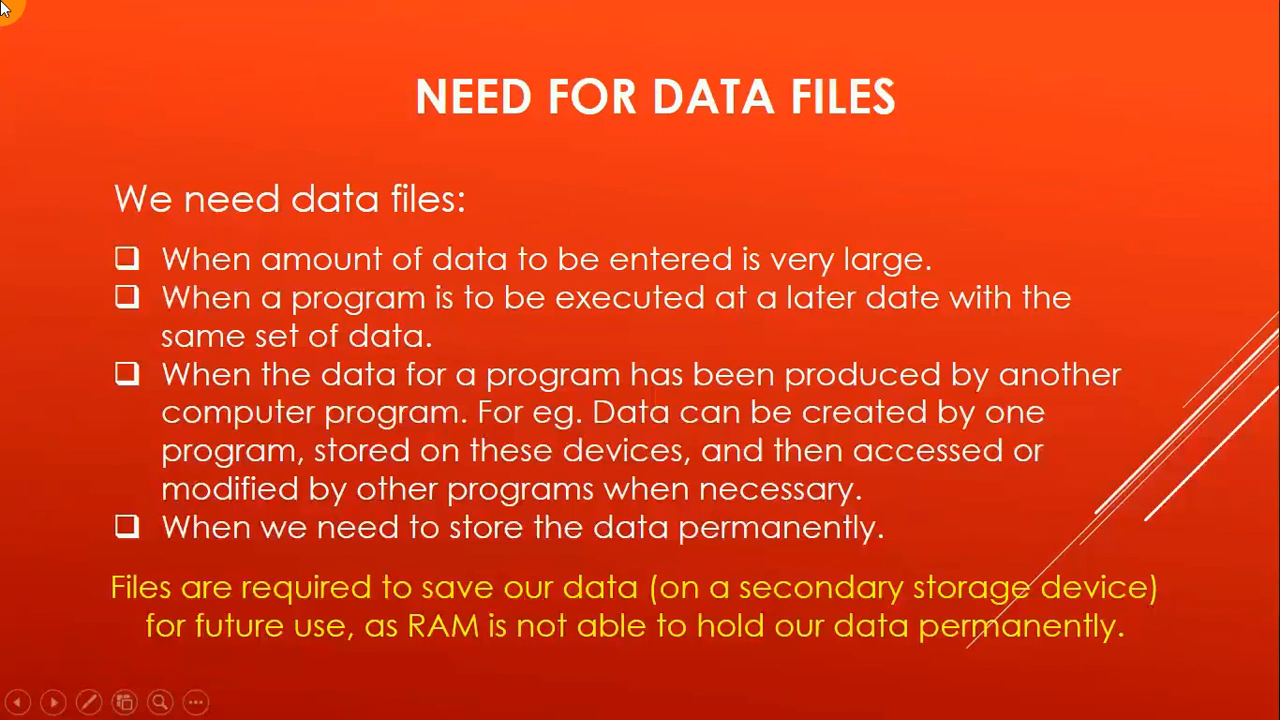 NEED FOR DATA FILES
We need data files:
❑ When amount of data to be entered is very large.
❑ When a program is to be executed at a later date with the
same set of data.
❑ When the data for a program has been produced by another
computer program. For eg. Data can be created by one
program, stored on these devices, and then accessed or
modified by other programs when necessary.
❑ When we need to store the data permanently.
Files are required to save our data (on a secondary storage device)
for future use, as RAM is not able to hold our data permanently.